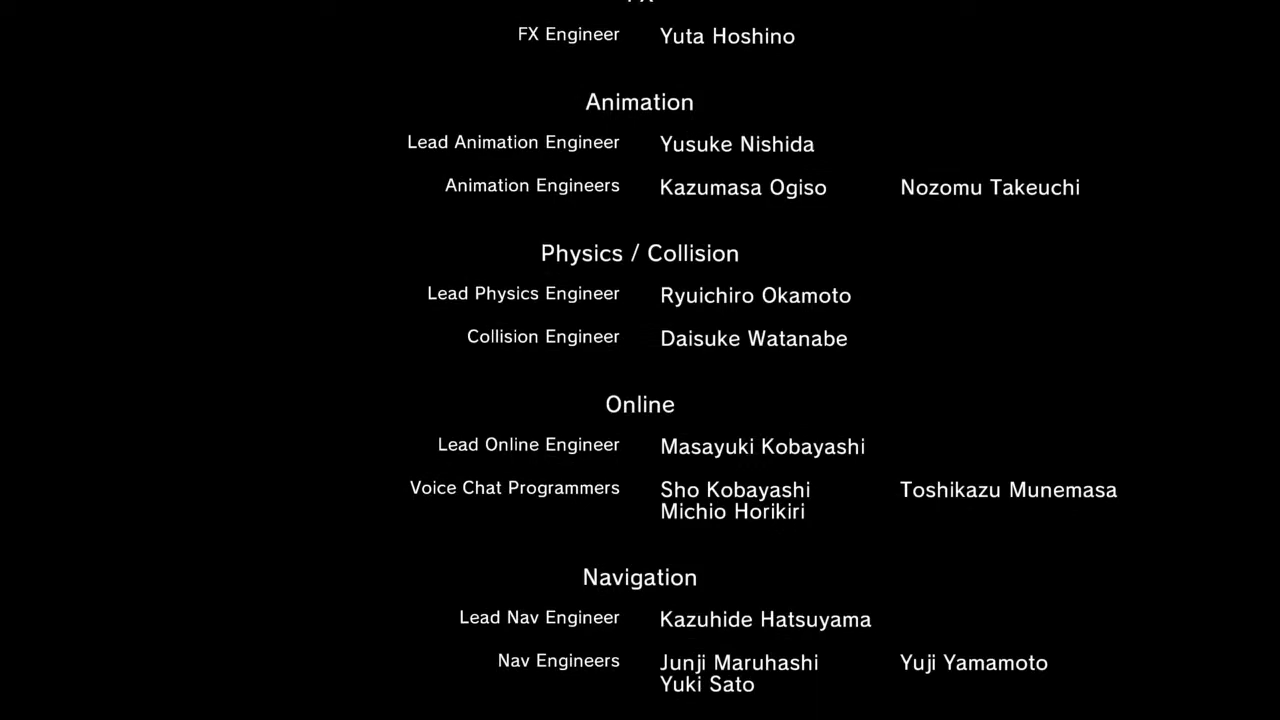 FX Engineer Yuta Hoshino
Animation
Lead Animation Engineer Yusuke Nishida
Animation Engineers Kazumasa Ogiso Nozomu Takeuchi
Physics / Collision
Lead Physics Engineer Ryuichiro Okamoto
Collision Engineer Daisuke Watanabe
Online
Lead Online Engineer Masayuki Kobayashi
Voice Chat Programmers Sho Kobayashi Toshikazu Munemasa
Michio Horikiri
Navigation
Lead Nav Engineer Kazuhide Hatsuyama
Nav Engineers Junji Maruhashi Yuji Yamamoto
Yuki Sato